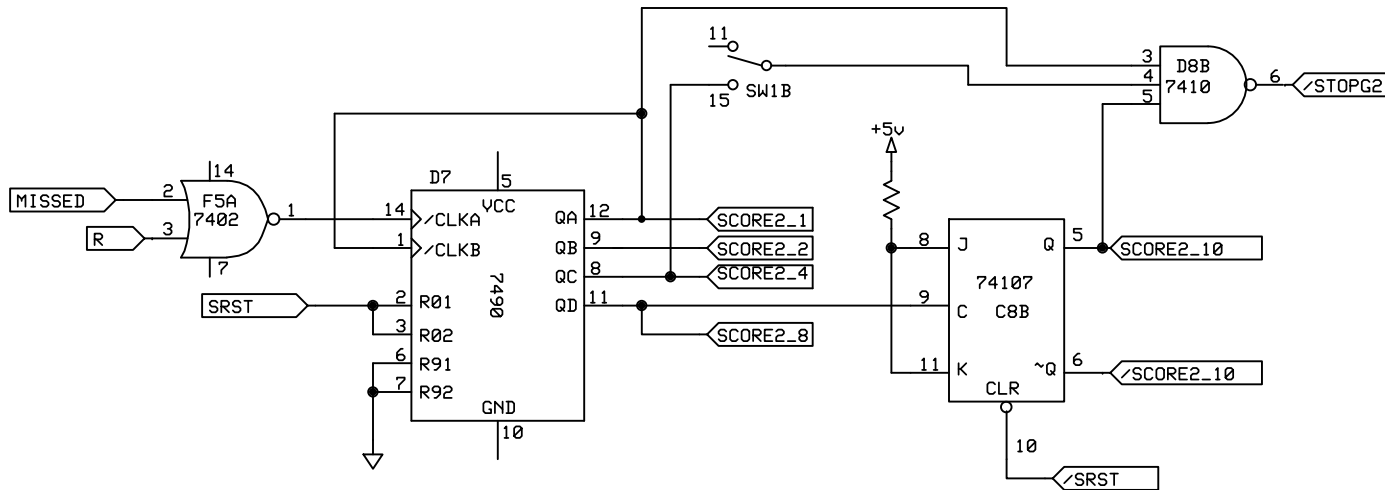 11
15 SW1B
3 D8B
4 7410
5
6 /STOPG2
+5v
14
MISSED 2 F5A
7402 1
R 3
7
D7
5
VCC
14 /CLKA QA 12 SCORE2_1
1 /CLKB QB 9 SCORE2_2
QC 8 SCORE2_4
7490
SRST 2 R01 QD 11
3 R02 SCORE2_8
6 R91
7 R92
GND
10
8 J Q 5 SCORE2_10
74107
9 C C8B
11 K ~Q 6 /SCORE2_10
CLR
10
/SRST